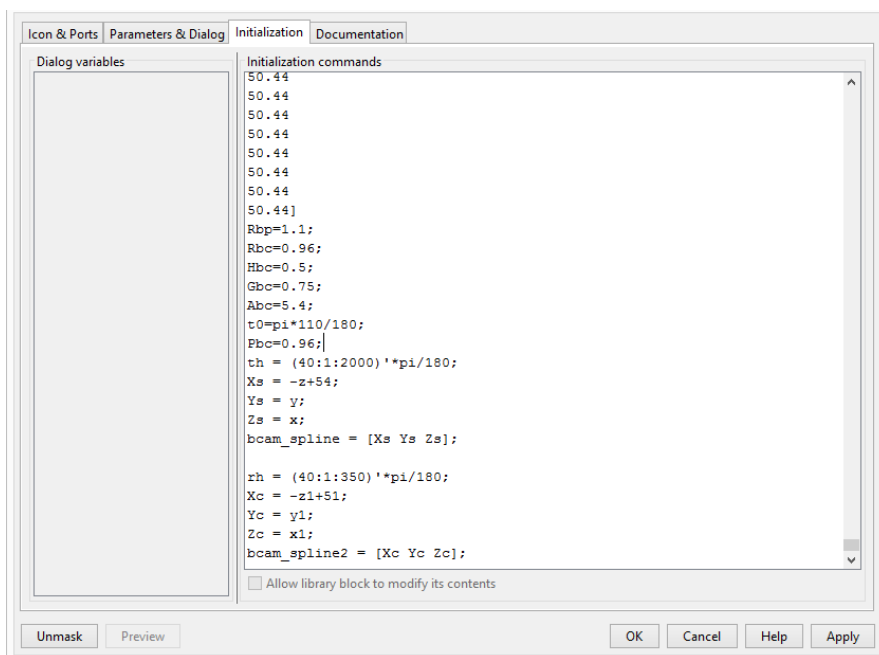 Icon & Ports Parameters & Dialog Initialization Documentation
Dialog variables
Initialization commands
50.44
50.44
50.44
50.44
50.44
50.44
50.44
50.44]
Rbp=1.1;
Rbc=0.96;
Hbc=0.5;
Gbc=0.75;
Abc=5.4;
t0=pi*110/180;
Pbc=0.96;
th = (40:1:2000)'*pi/180;
Xs = -z+54;
Ys = y;
Zs = x;
bcam_spline = [Xs Ys Zs];
rh = (40:1:350)'*pi/180;
Xc = -z1+51;
Yc = y1;
Zc = x1;
bcam_spline2 = [Xc Yc Zc];
Allow library block to modify its contents
Unmask Preview OK Cancel Help Apply